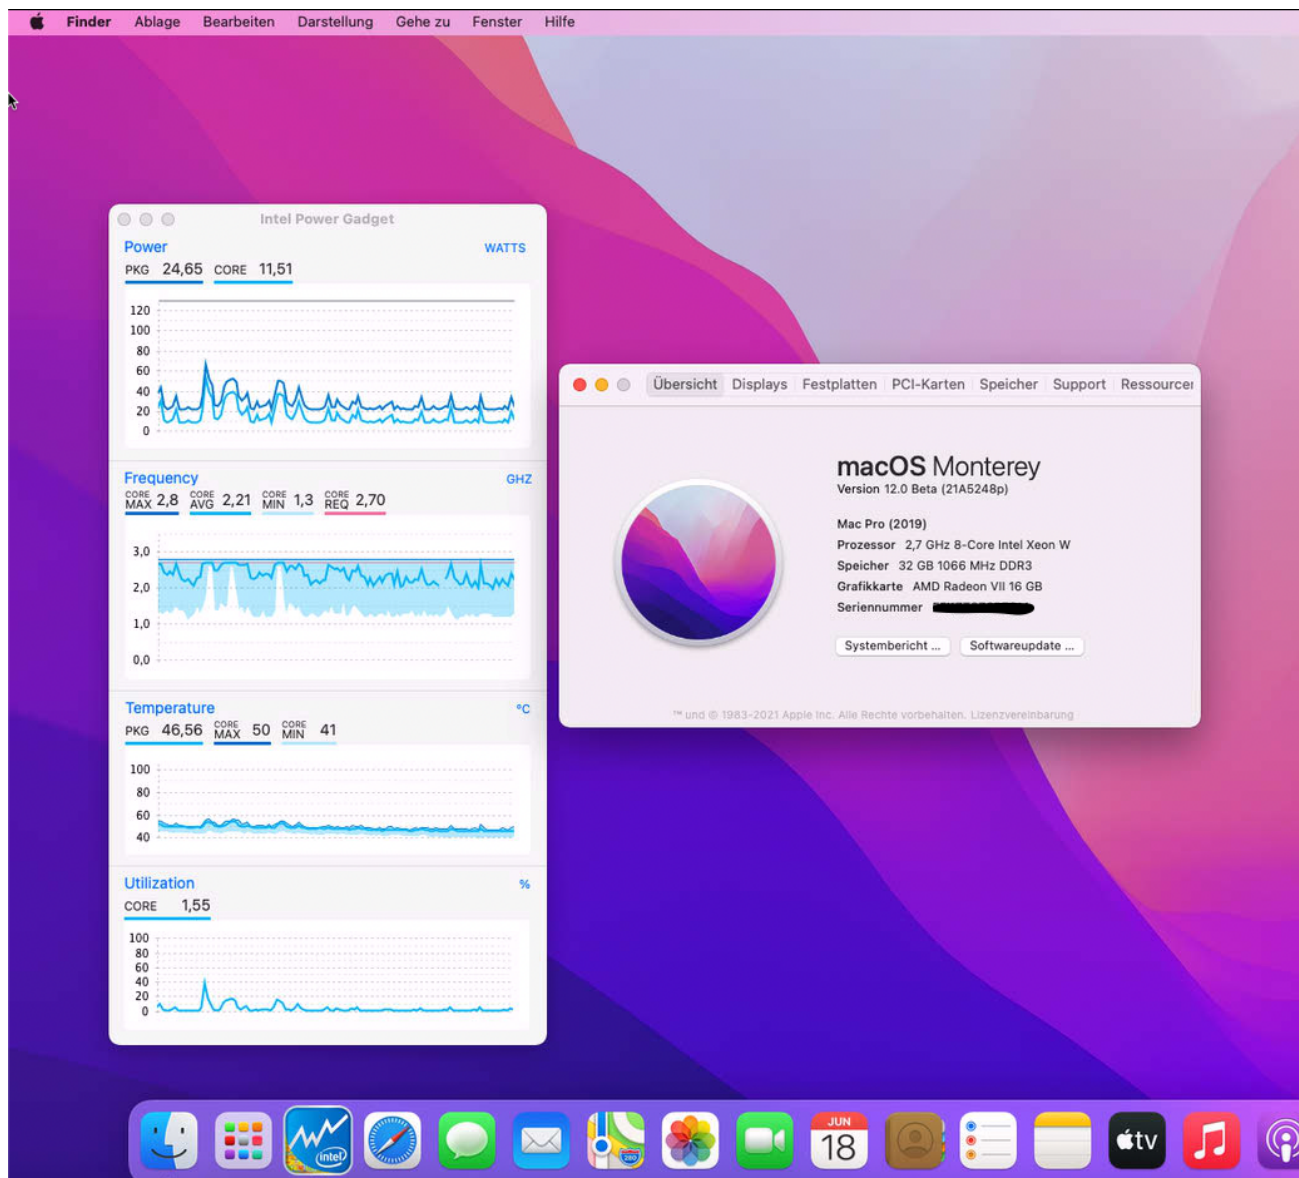 Finder Ablage Bearbeiten Darstellung Gehe zu Fenster Hilfe
Intel Power Gadget
Power WATTS
PKG 24,65 CORE 11,51
120
100
80
60
40
20
0
Frequency GHZ
CORE MAX 2,8 CORE AVG 2,21 CORE MIN 1,3 CORE REQ 2,70
3,0
2,0
1,0
0,0
Temperature °C
PKG 46,56 CORE MAX 50 CORE MIN 41
100
80
60
40
Utilization %
CORE 1,55
100
80
60
40
20
0
Übersicht Displays Festplatten PCI-Karten Speicher Support Ressourcen
macOS Monterey
Version 12.0 Beta (21A5248p)
Mac Pro (2019)
Prozessor 2,7 GHz 8-Core Intel Xeon W
Speicher 32 GB 1066 MHz DDR3
Grafikkarte AMD Radeon VII 16 GB
Seriennummer
Systembericht ... Softwareupdate ...
™ und © 1983-2021 Apple Inc. Alle Rechte vorbehalten. Lizenzvereinbarung
intel
280
JUN
18
tv